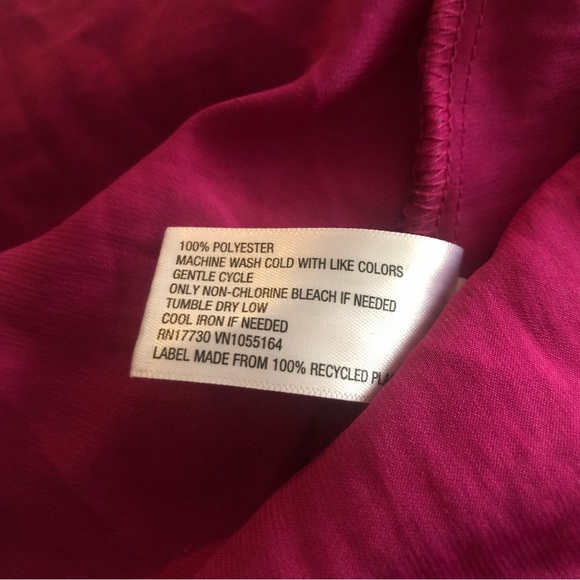 100% POLYESTER
MACHINE WASH COLD WITH LIKE COLORS
GENTLE CYCLE
ONLY NON-CHLORINE BLEACH IF NEEDED
TUMBLE DRY LOW
COOL IRON IF NEEDED
RN17730 VN1055164
LABEL MADE FROM 100% RECYCLED